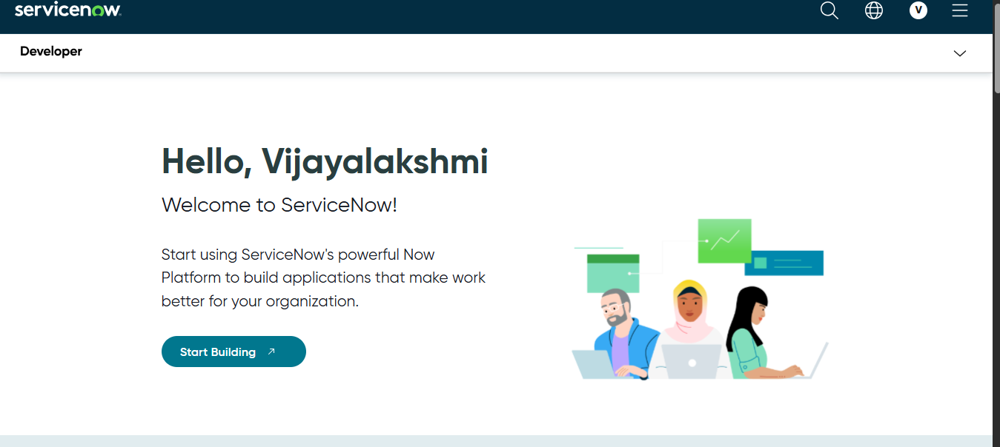 servicenow
V
Developer
Hello, Vijayalakshmi
Welcome to ServiceNow!
Start using ServiceNow's powerful Now
Platform to build applications that make work
better for your organization.
Start Building